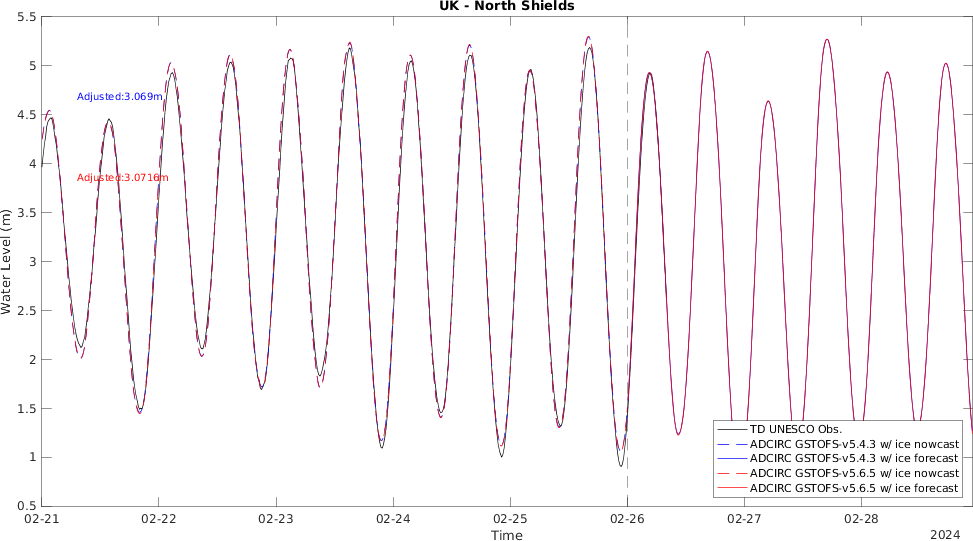 UK - North Shields
5.5
5
4.5
4
3.5
3
2.5
2
1.5
1
0.5
Water Level (m)
Adjusted:3.069m
Adjusted:3.0716m
TD UNESCO Obs.
ADCIRC GSTOFS-v5.4.3 w/ ice nowcast
ADCIRC GSTOFS-v5.4.3 w/ ice forecast
ADCIRC GSTOFS-v5.6.5 w/ ice nowcast
ADCIRC GSTOFS-v5.6.5 w/ ice forecast
02-21 02-22 02-23 02-24 02-25 02-26 02-27 02-28
Time
2024